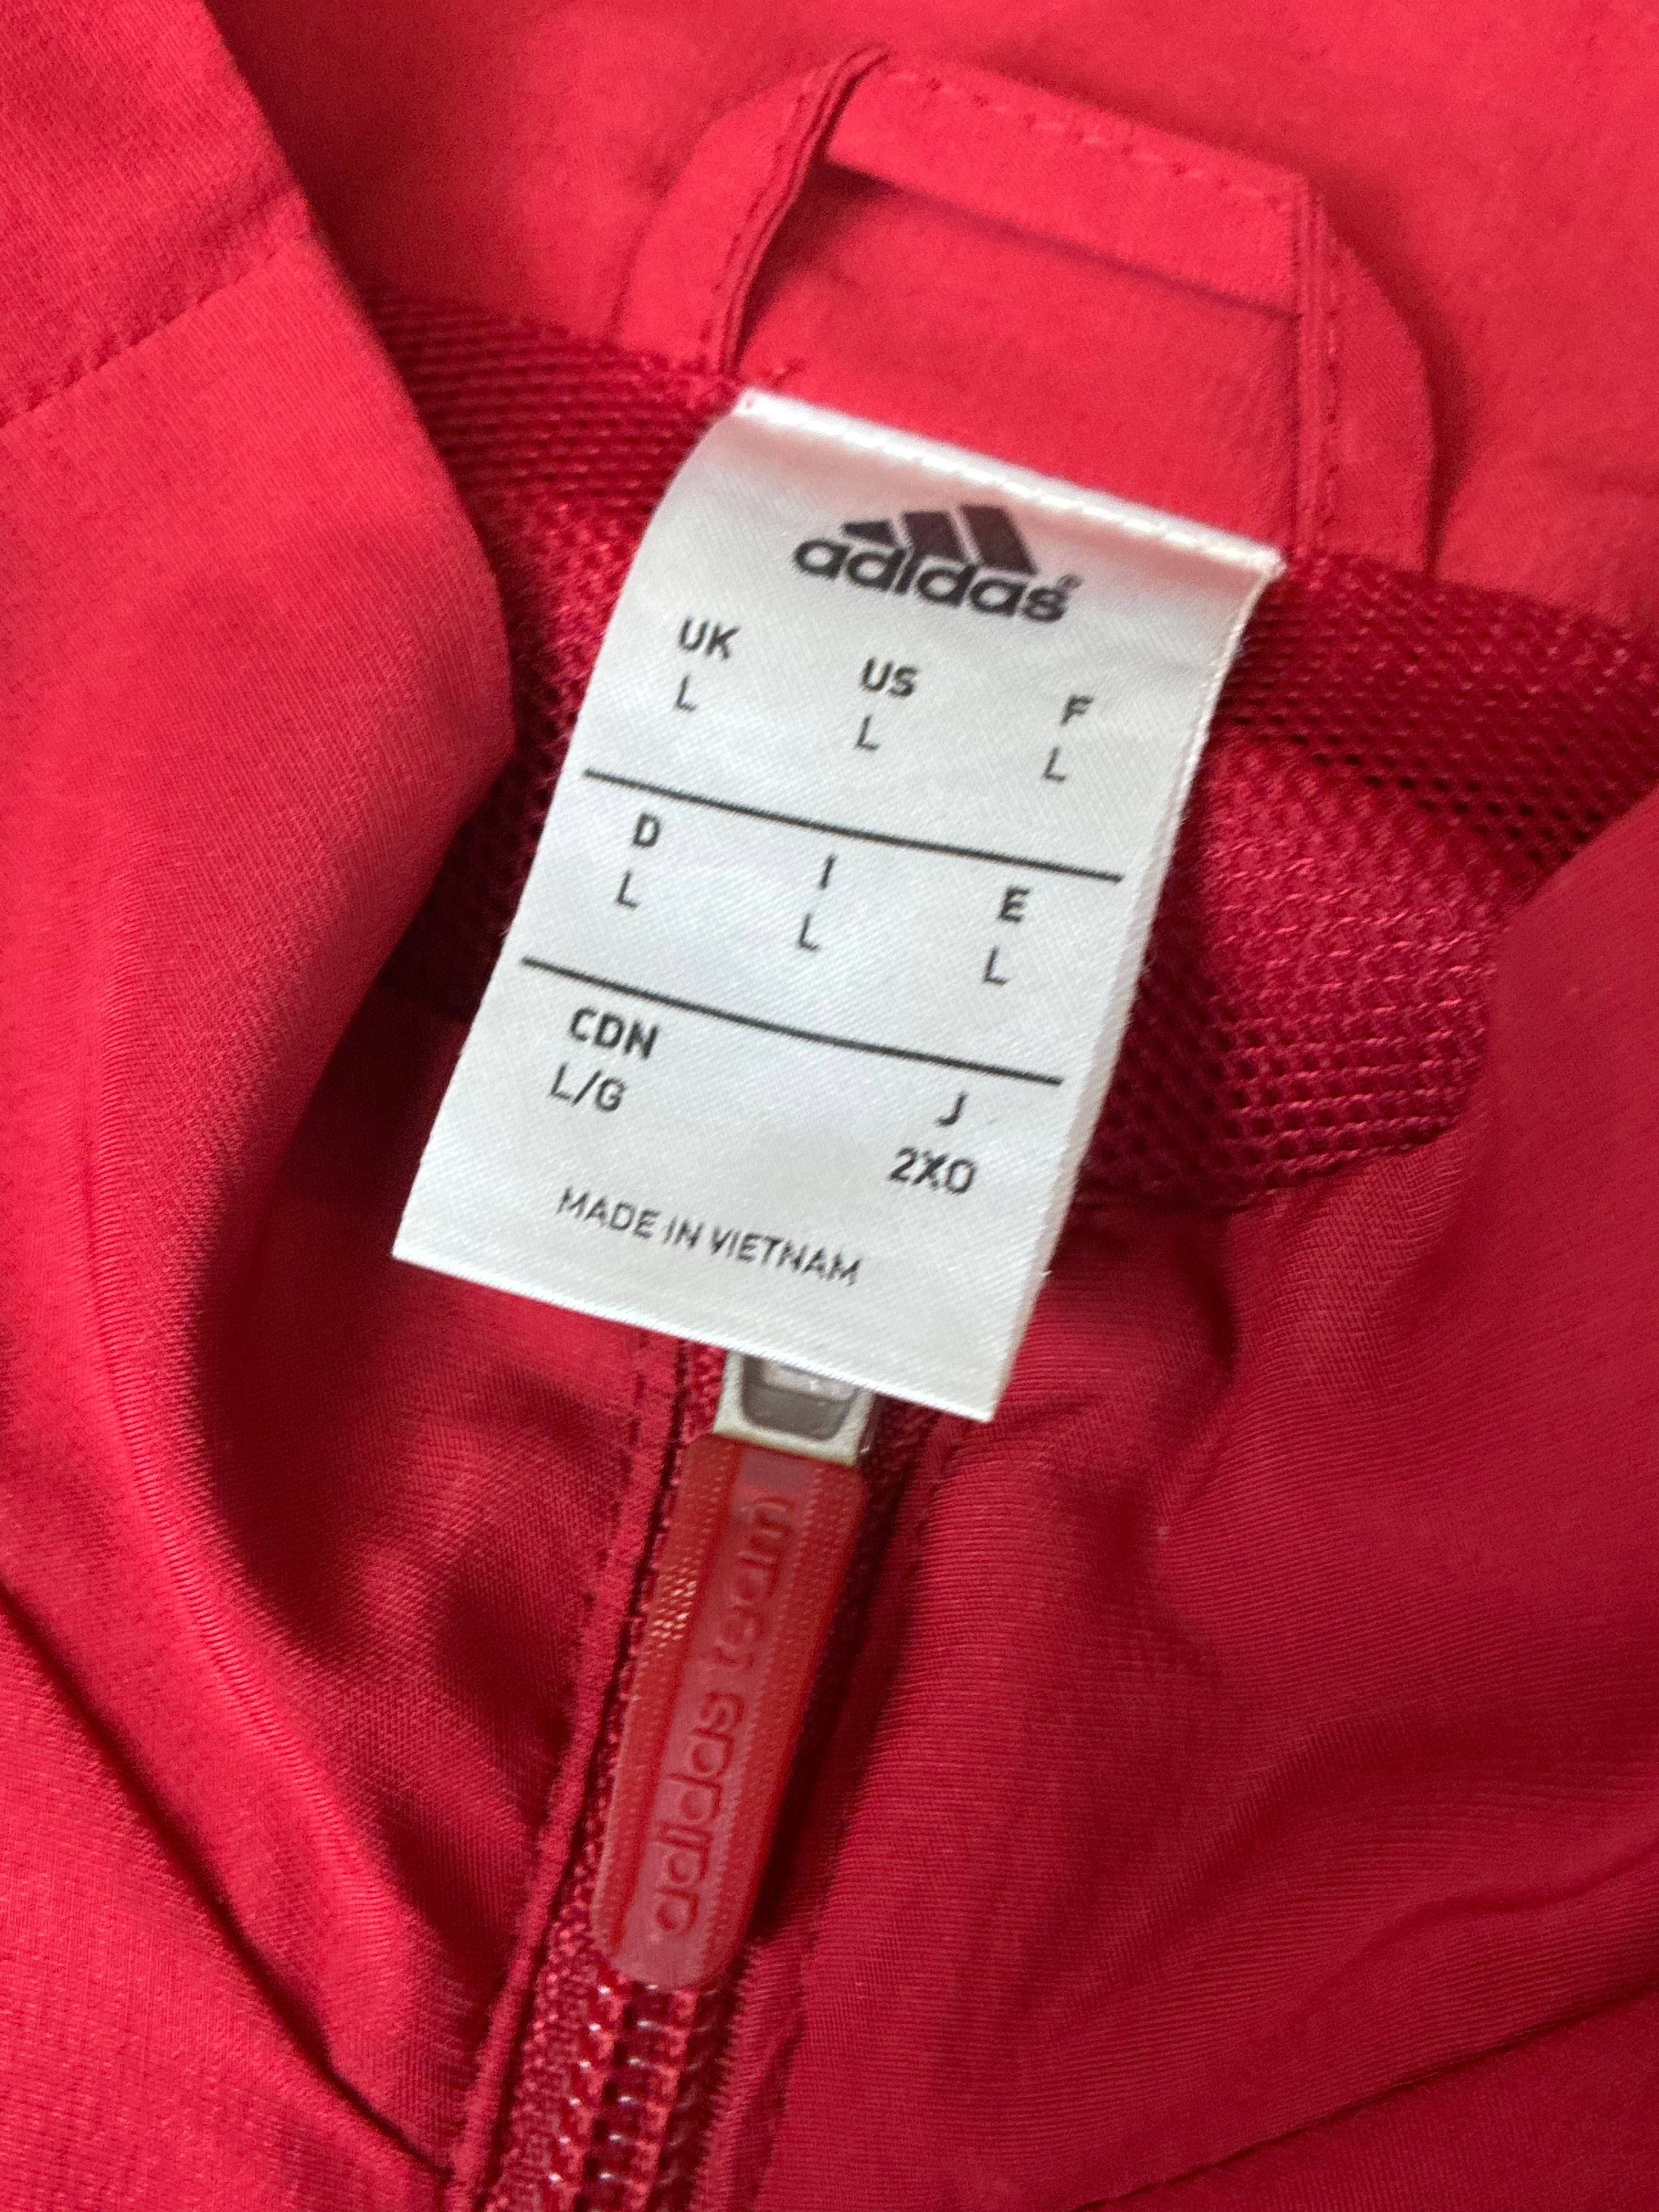 adidas®
UK US F
L L L
D I E
L L L
CDN J
L/G 2XO
MADE IN VIETNAM
adidas team